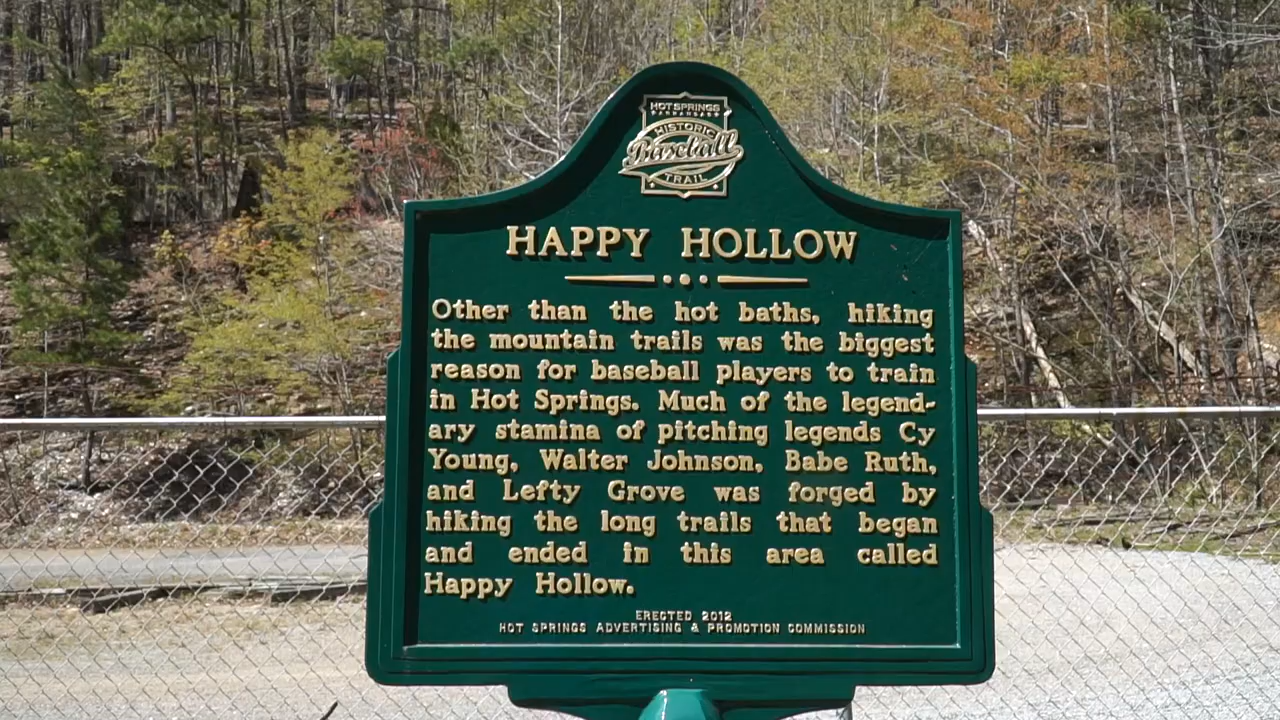 HOT SPRINGS
ARKANSAS
HISTORIC
Baseball
TRAIL
HAPPY HOLLOW
Other than the hot baths, hiking
the mountain trails was the biggest
reason for baseball players to train
in Hot Springs. Much of the legend-
ary stamina of pitching legends Cy
Young, Walter Johnson, Babe Ruth,
and Lefty Grove was forged by
hiking the long trails that began
and ended in this area called
Happy Hollow.
ERECTED 2012
HOT SPRINGS ADVERTISING & PROMOTION COMMISSION